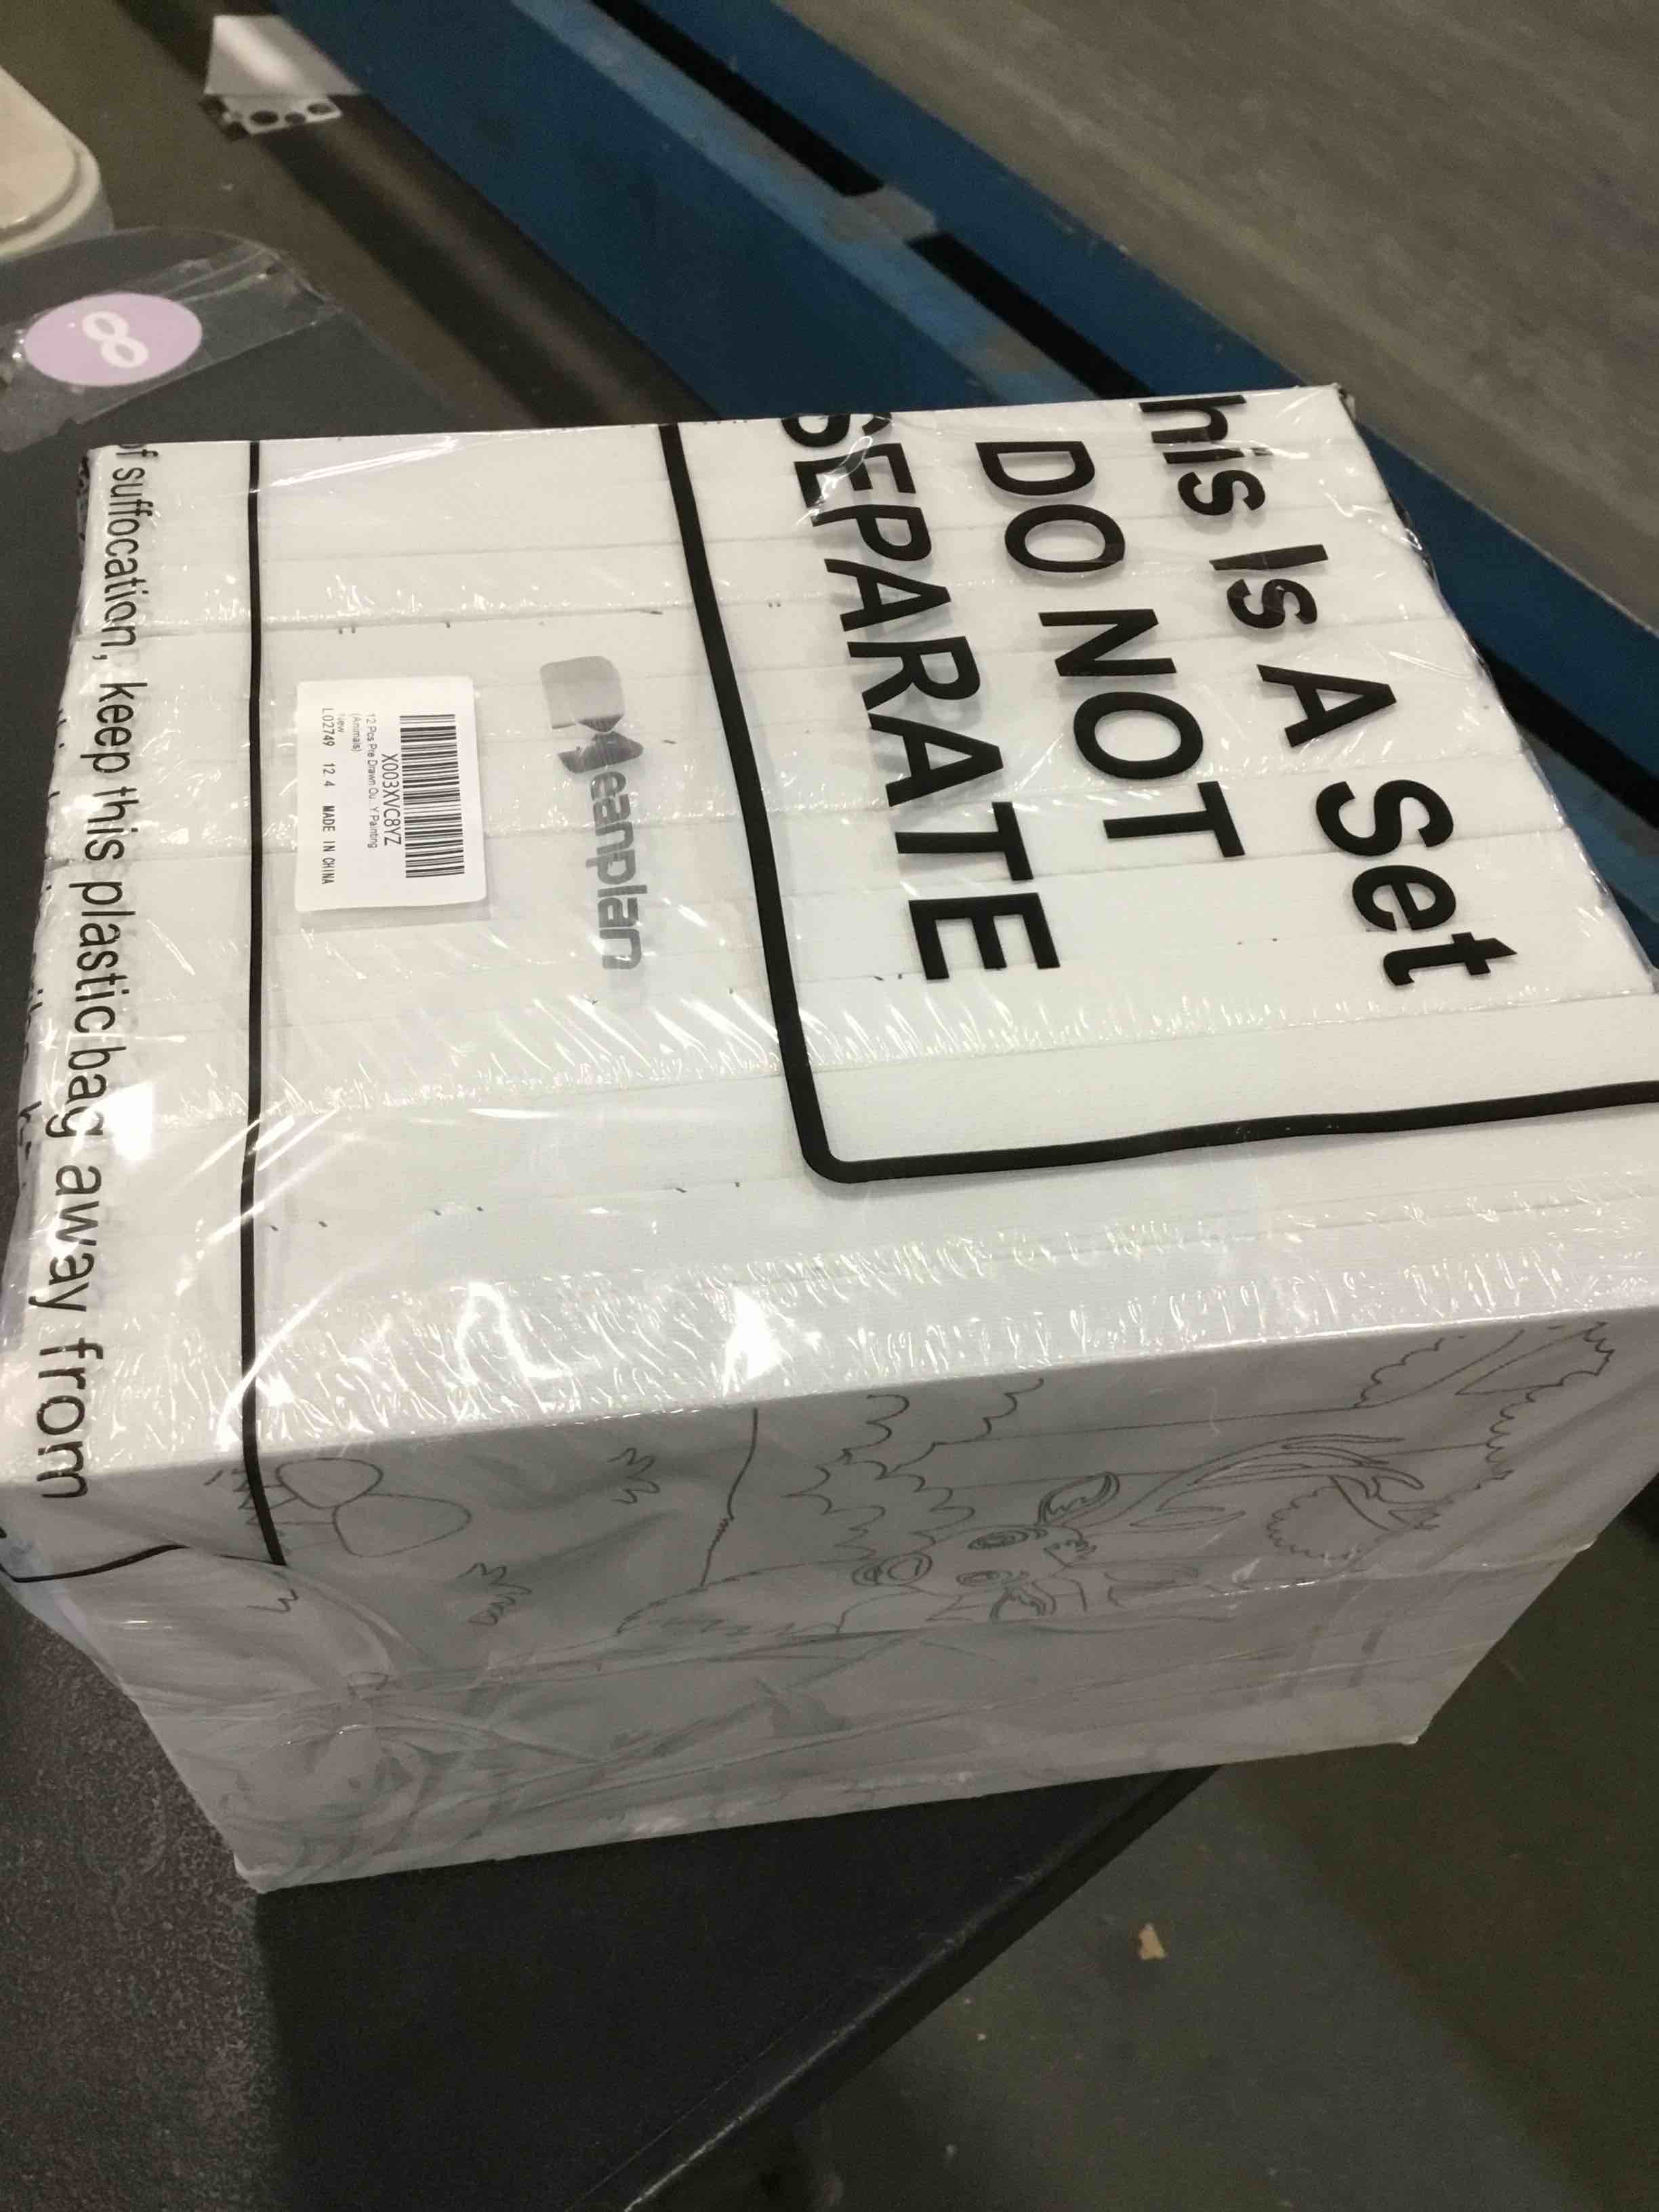 his Is A Set
DO NOT
SEPARATE
eanplan
X003XVC8YZ
12 Pcs Pre Drawn Ou...Y Painting
(Animals)
New
L02749 12.4 MADE IN CHINA
of suffocation, keep this plastic bag away from
8